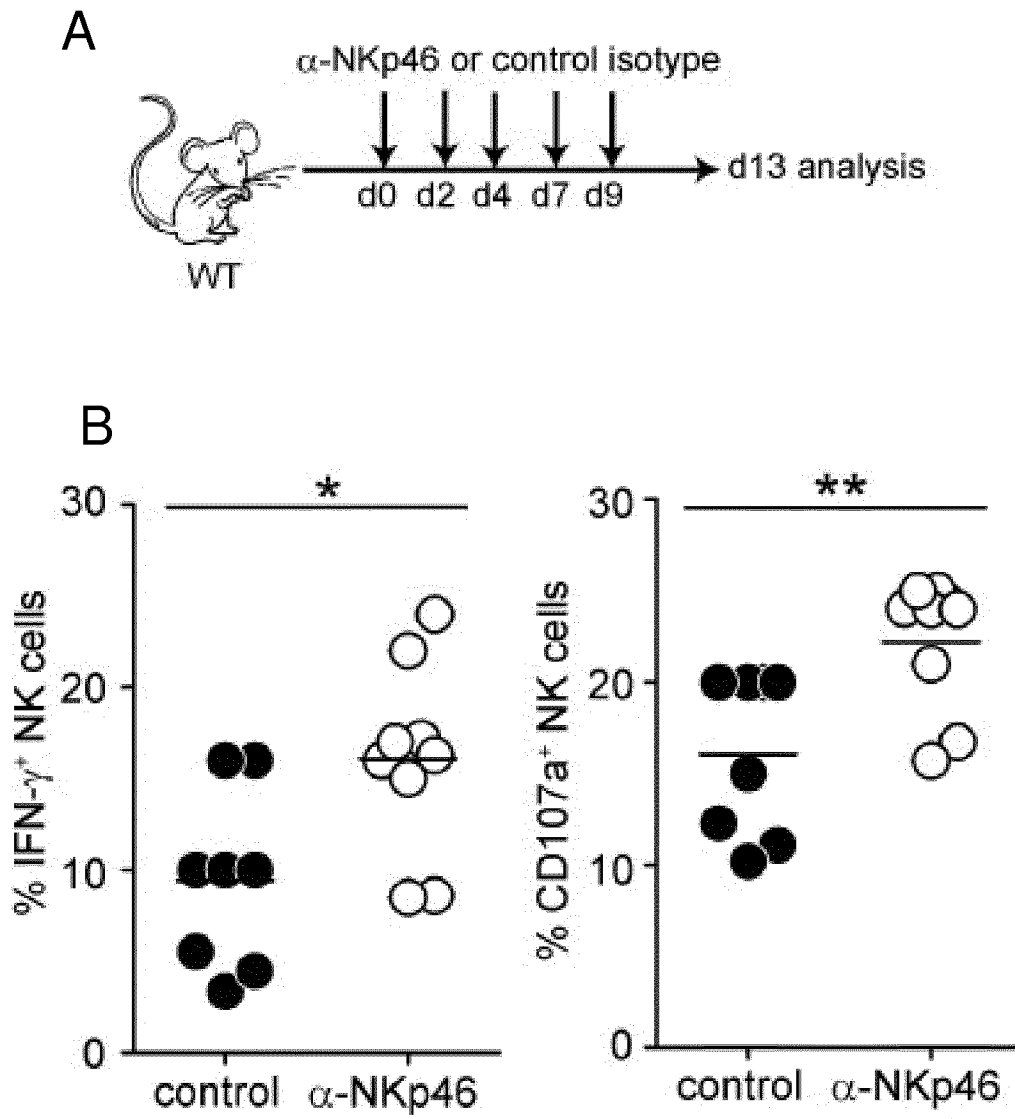 A
α-NKp46 or control isotype
d0 d2 d4 d7 d9
d13 analysis
WT
B
*
30
20
10
0
% IFN-γ⁺ NK cells
control α-NKp46
**
30
20
10
0
% CD107a⁺ NK cells
control α-NKp46